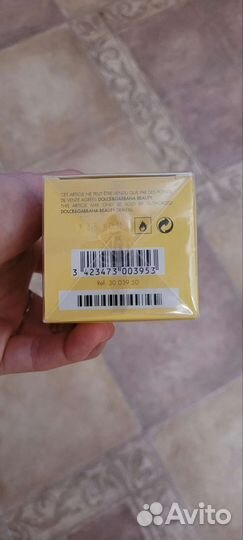 CET ARTICLE NE PEUT ÊTRE VENDU QUE PAR DES POINTS
DE VENTE AGRÉÉS DOLCE&GABBANA BEAUTY.
THIS ARTICLE MAY ONLY BE SOLD BY AUTHORIZED
DOLCE&GABBANA BEAUTY DEALERS.
3 423473 003953
Ref. 30 039 50
Avito